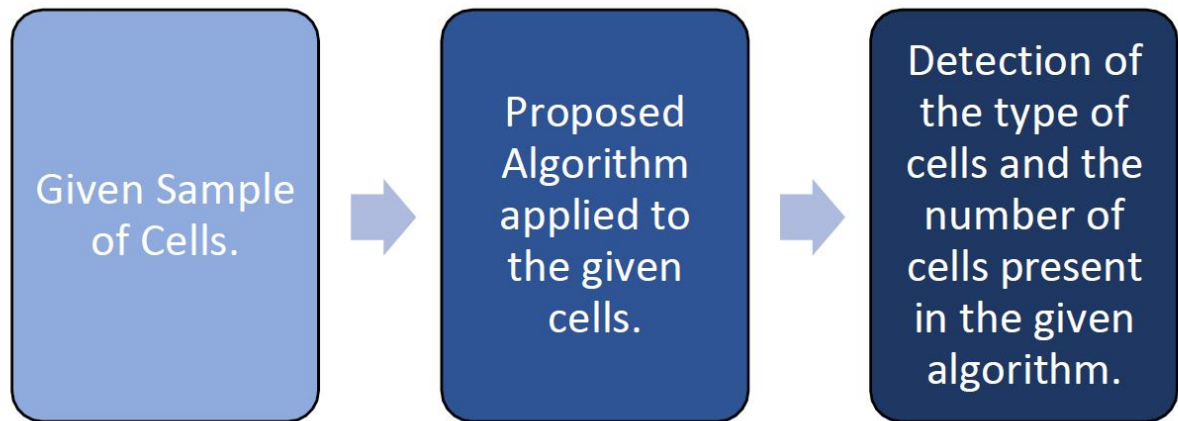 Given Sample
of Cells.
Proposed
Algorithm
applied to
the given
cells.
Detection of
the type of
cells and the
number of
cells present
in the given
algorithm.